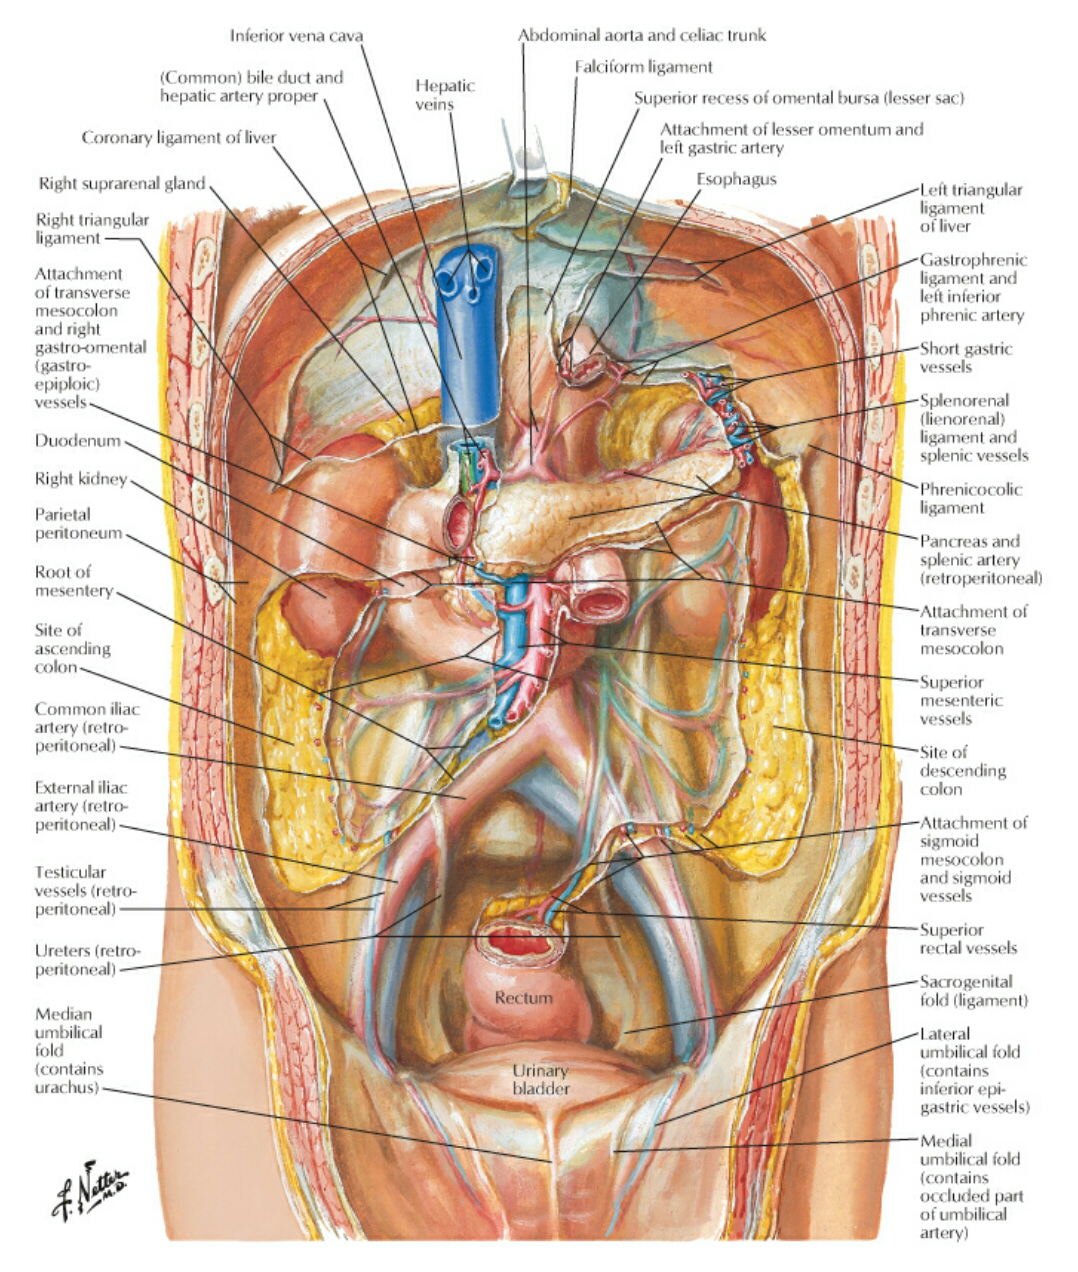 Inferior vena cava
(Common) bile duct and
hepatic artery proper
Coronary ligament of liver
Right suprarenal gland
Right triangular
ligament
Attachment
of transverse
mesocolon
and right
gastro-omental
(gastro-
epiploic)
vessels
Duodenum
Right kidney
Parietal
peritoneum
Root of
mesentery
Site of
ascending
colon
Common iliac
artery (retro-
peritoneal)
External iliac
artery (retro-
peritoneal)
Testicular
vessels (retro-
peritoneal)
Ureters (retro-
peritoneal)
Median
umbilical
fold
(contains
urachus)
Hepatic
veins
Abdominal aorta and celiac trunk
Falciform ligament
Superior recess of omental bursa (lesser sac)
Attachment of lesser omentum and
left gastric artery
Esophagus
Left triangular
ligament
of liver
Gastrophrenic
ligament and
left inferior
phrenic artery
Short gastric
vessels
Splenorenal
(lienorenal)
ligament and
splenic vessels
Phrenicocolic
ligament
Pancreas and
splenic artery
(retroperitoneal)
Attachment of
transverse
mesocolon
Superior
mesenteric
vessels
Site of
descending
colon
Attachment of
sigmoid
mesocolon
and sigmoid
vessels
Superior
rectal vessels
Sacrogenital
fold (ligament)
Lateral
umbilical fold
(contains
inferior epi-
gastric vessels)
Medial
umbilical fold
(contains
occluded part
of umbilical
artery)
Rectum
Urinary
bladder
f. Netter
M.D.